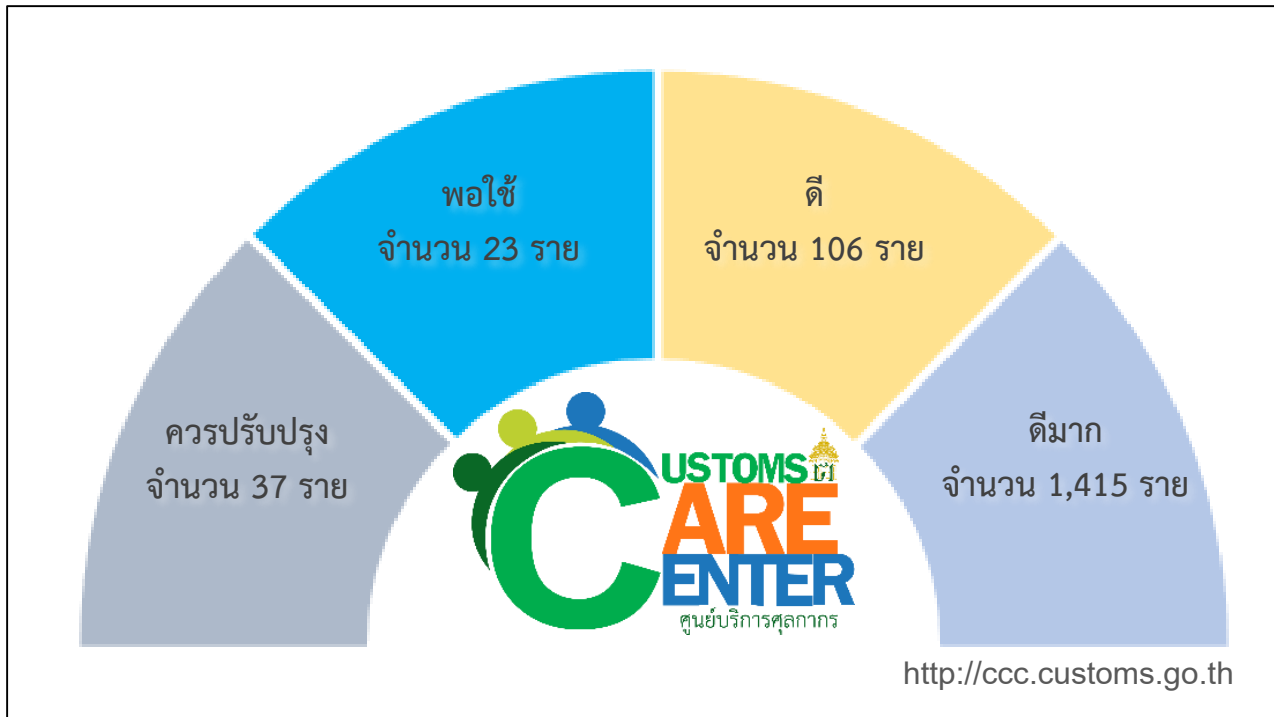 พอใช้
จำนวน 23 ราย
ดี
จำนวน 106 ราย
ควรปรับปรุง
จำนวน 37 ราย
ดีมาก
จำนวน 1,415 ราย
CUSTOMS
CARE
CENTER
ศูนย์บริการศุลกากร
http://ccc.customs.go.th